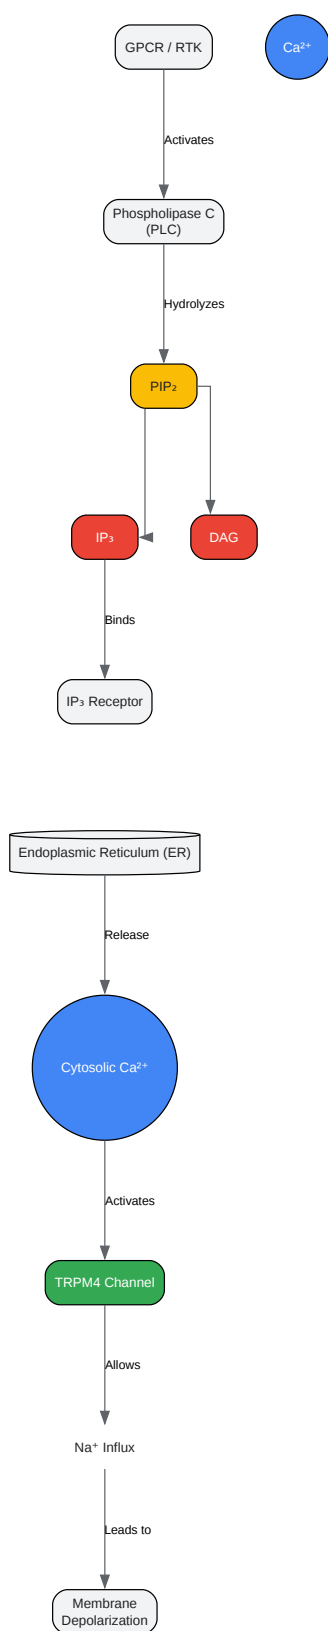 GPCR / RTK
Ca²⁺
Activates
Phospholipase C
(PLC)
Hydrolyzes
PIP₂
IP₃
DAG
Binds
IP₃ Receptor
Endoplasmic Reticulum (ER)
Release
Cytosolic Ca²⁺
Activates
TRPM4 Channel
Allows
Na⁺ Influx
Leads to
Membrane
Depolarization